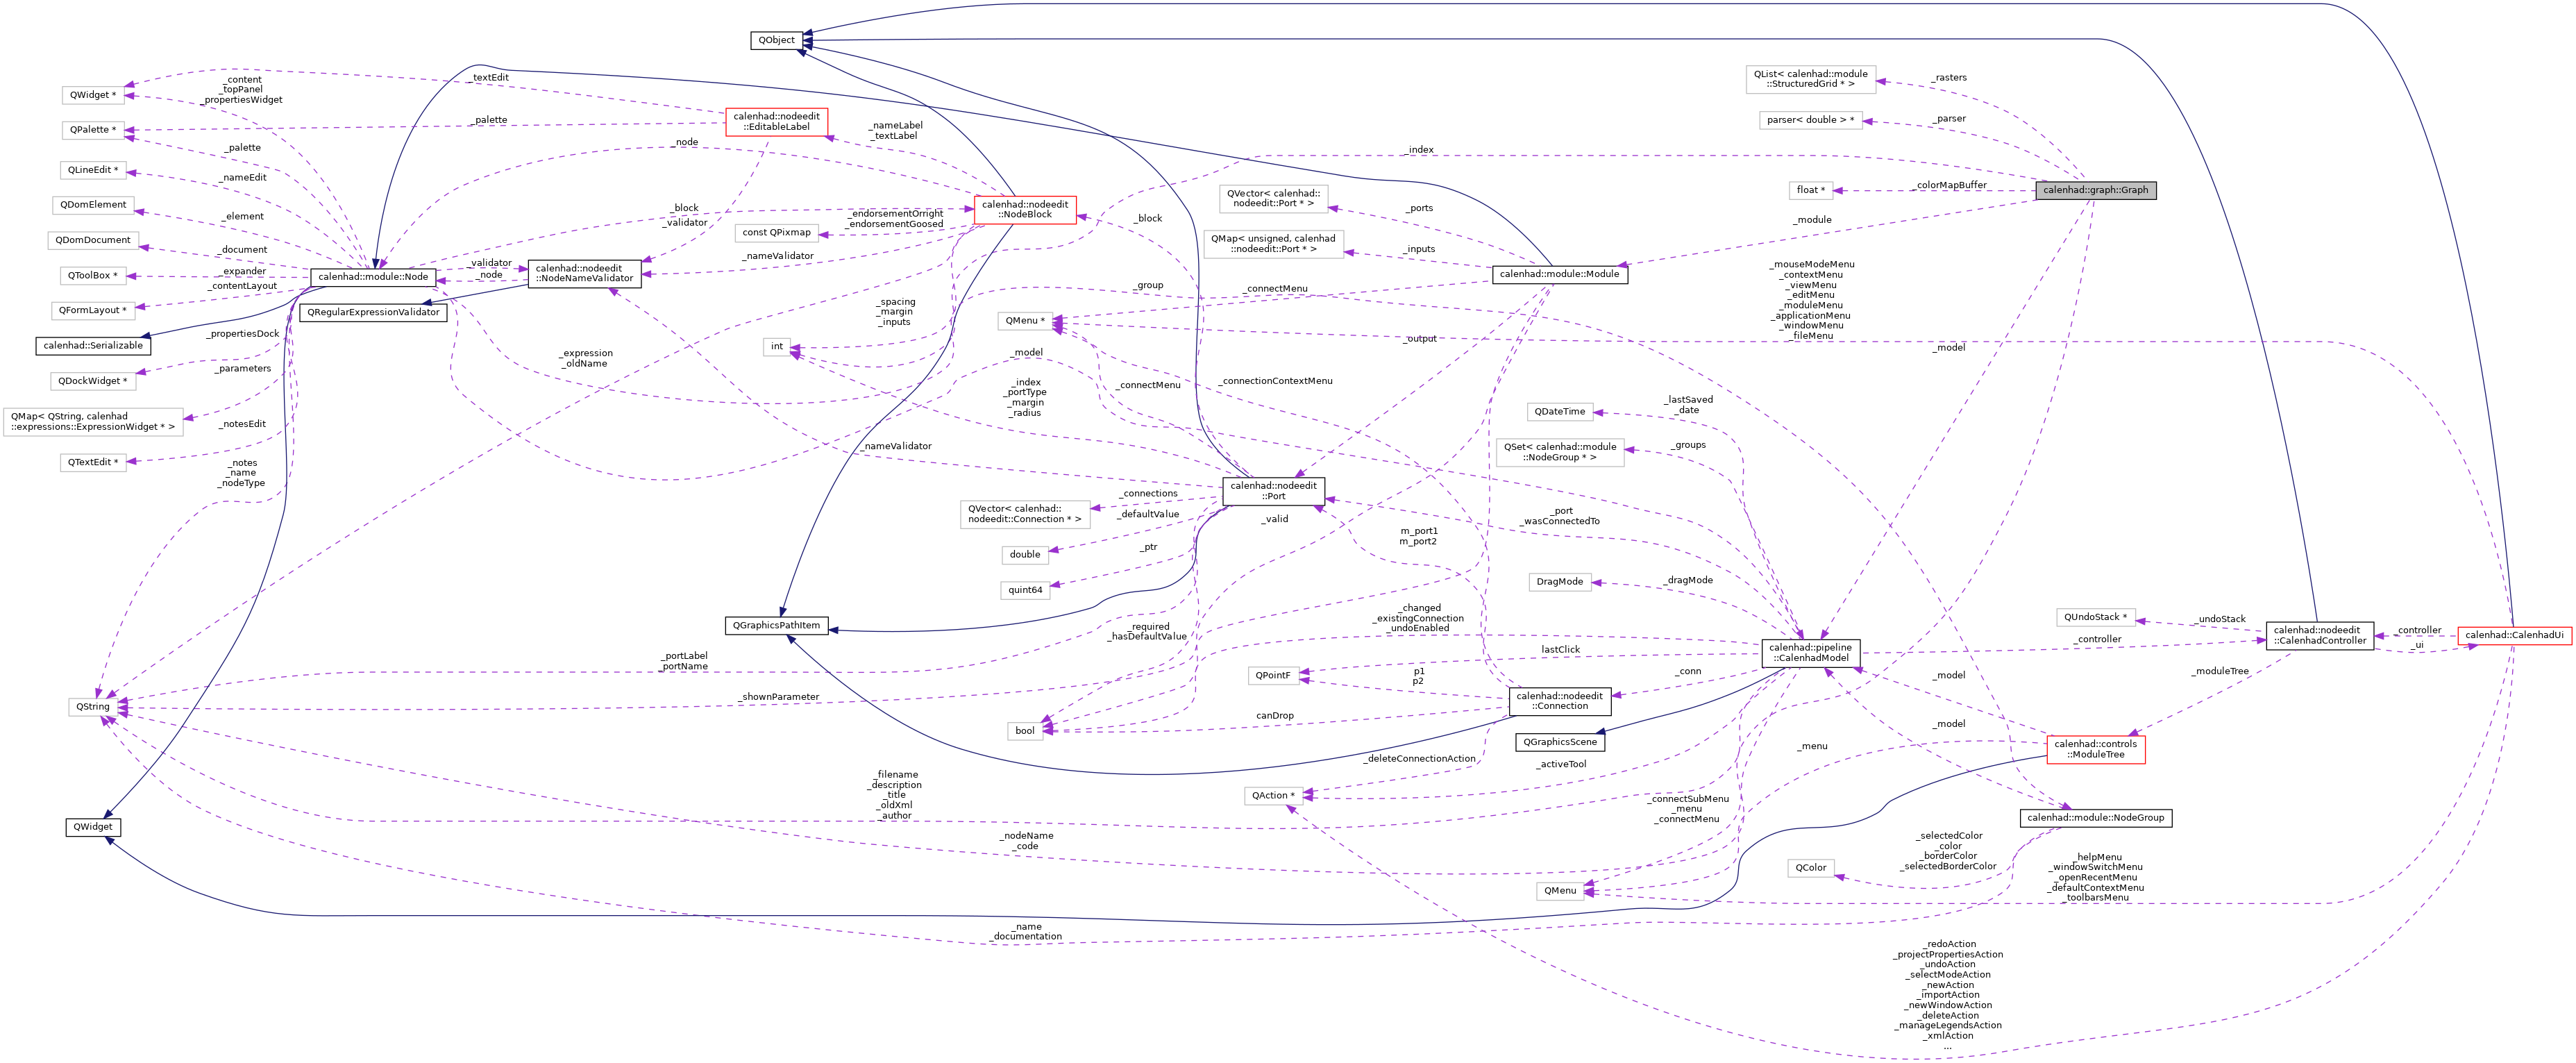 QObject
QWidget *
QPalette *
QLineEdit *
QDomElement
QDomDocument
QToolBox *
QFormLayout *
calenhad::Serializable
QDockWidget *
QMap< QString, calenhad
::expressions::ExpressionWidget * >
QTextEdit *
QString
QWidget
_content
_topPanel
_propertiesWidget
_palette
_nameEdit
_element
_document
_expander
_contentLayout
_propertiesDock
_parameters
_notesEdit
_notes
_name
_nodeType
calenhad::module::Node
QRegularExpressionValidator
_textEdit
_palette
_validator
_node
calenhad::nodeedit
::NodeNameValidator
_expression
_oldName
_node
_block
_validator
calenhad::nodeedit
::EditableLabel
const QPixmap
_nameValidator
int
QGraphicsPathItem
_portLabel
_portName
_shownParameter
_nameLabel
_textLabel
_endorsementOrright
_endorsementGoosed
_spacing
_margin
_inputs
_nameValidator
_filename
_description
_title
_oldXml
_author
calenhad::nodeedit
::NodeBlock
QMenu *
_model
_index
_portType
_margin
_radius
QVector< calenhad::
nodeedit::Connection * >
double
quint64
bool
_nodeName
_code
_name
_documentation
_block
_group
_connectMenu
_connections
_defaultValue
_ptr
_required
_hasDefaultValue
QVector< calenhad::
nodeedit::Port * >
QMap< unsigned, calenhad
::nodeedit::Port * >
_connectMenu
_connectionContextMenu
calenhad::nodeedit
::Port
_valid
QPointF
canDrop
QAction *
_index
_ports
_inputs
_output
m_port1
m_port2
_changed
_existingConnection
_undoEnabled
p1
p2
_deleteConnectionAction
calenhad::module::Module
QDateTime
QSet< calenhad::module
::NodeGroup * >
_port
_wasConnectedTo
DragMode
lastClick
calenhad::nodeedit
::Connection
QGraphicsScene
_activeTool
QMenu
_lastSaved
_date
_groups
_dragMode
_conn
_connectSubMenu
_menu
_connectMenu
QList< calenhad::module
::StructuredGrid * >
parser< double > *
float *
_module
_mouseModeMenu
_contextMenu
_viewMenu
_editMenu
_moduleMenu
_applicationMenu
_windowMenu
_fileMenu
calenhad::pipeline
::CalenhadModel
_menu
QColor
_rasters
_parser
_colorMapBuffer
_model
_controller
_model
_model
_selectedColor
_color
_borderColor
_selectedBorderColor
_redoAction
_projectPropertiesAction
_undoAction
_selectModeAction
_newAction
_importAction
_newWindowAction
_deleteAction
_manageLegendsAction
_xmlAction
...
calenhad::graph::Graph
QUndoStack *
calenhad::controls
::ModuleTree
calenhad::module::NodeGroup
_helpMenu
_windowSwitchMenu
_openRecentMenu
_defaultContextMenu
_toolbarsMenu
_undoStack
_moduleTree
calenhad::nodeedit
::CalenhadController
_controller
_ui
calenhad::CalenhadUi